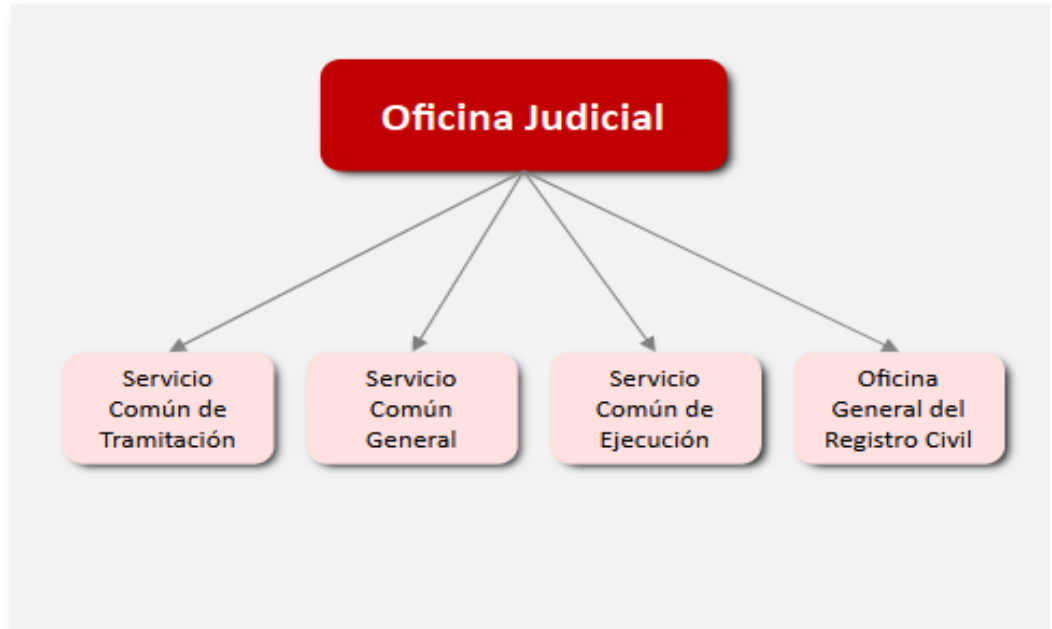 Oficina Judicial
Servicio
Común de
Tramitación
Servicio
Común
General
Servicio
Común de
Ejecución
Oficina
General del
Registro Civil